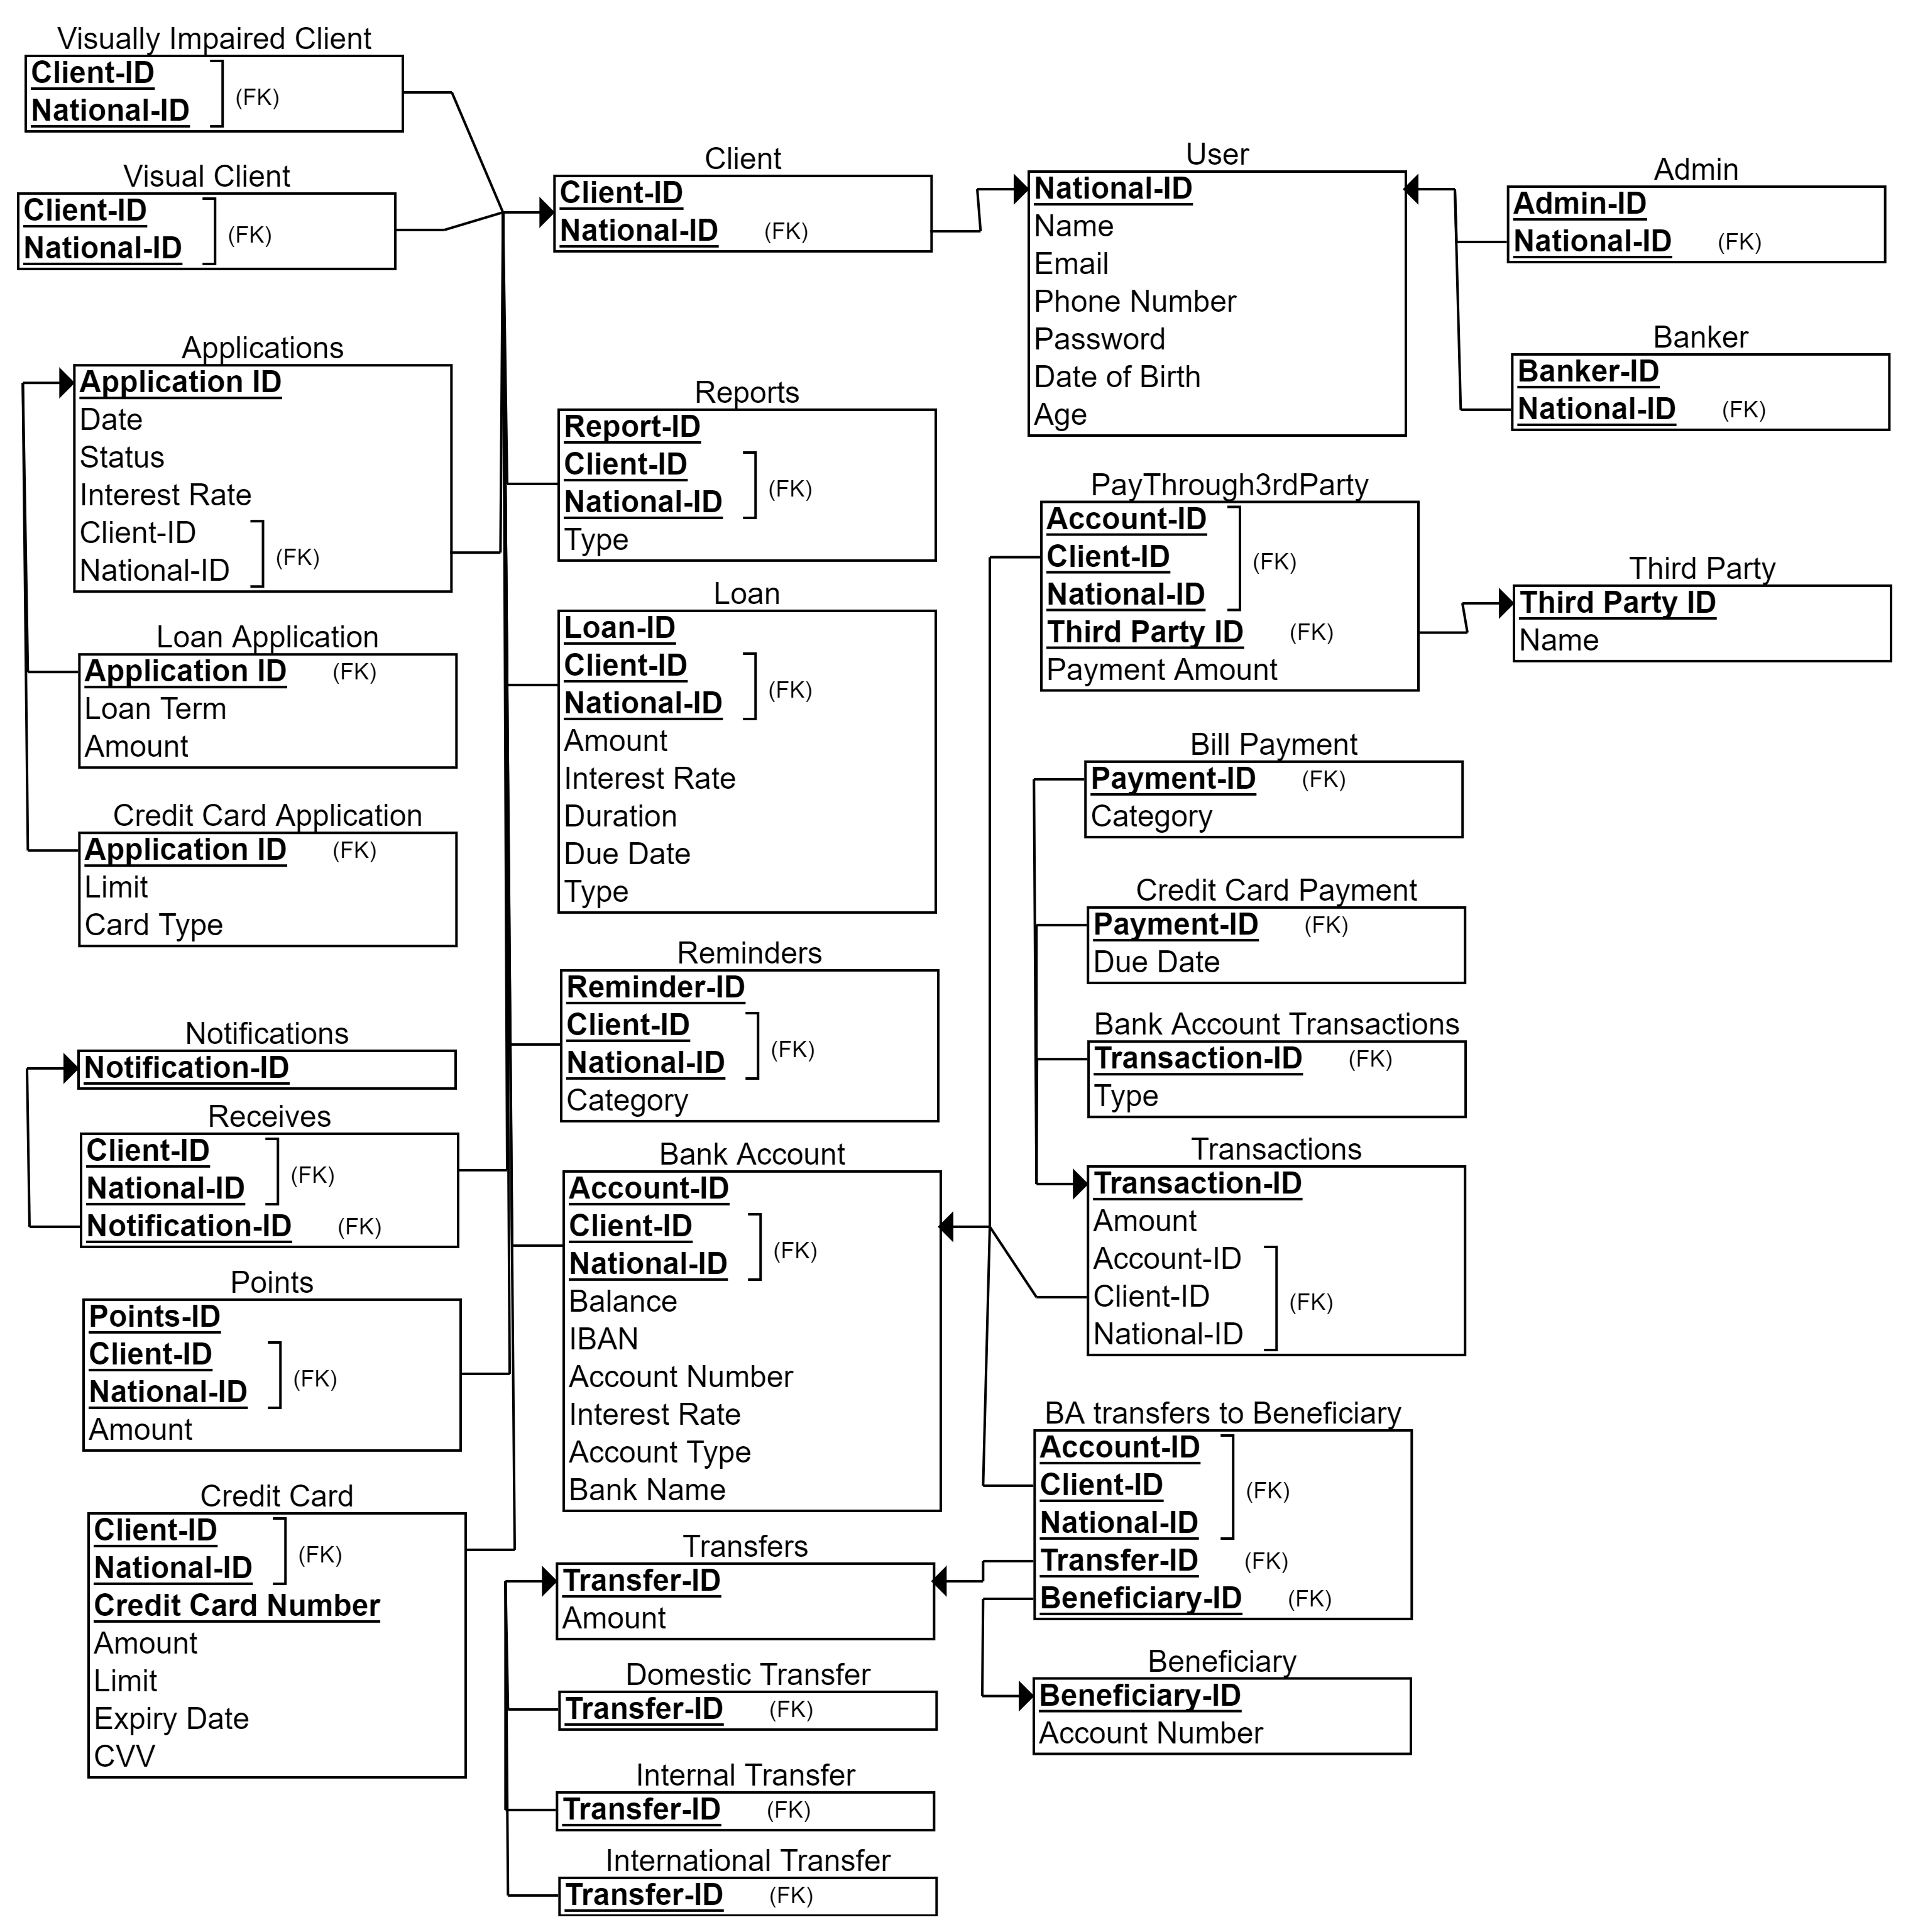 Visually Impaired Client
Client-ID
National-ID
(FK)
Visual Client
Client-ID
National-ID
(FK)
Applications
Application ID
Date
Status
Interest Rate
Client-ID
National-ID
(FK)
Loan Application
Application ID (FK)
Loan Term
Amount
Credit Card Application
Application ID (FK)
Limit
Card Type
Notifications
Notification-ID
Receives
Client-ID
National-ID
(FK)
Notification-ID (FK)
Points
Points-ID
Client-ID
National-ID
(FK)
Amount
Credit Card
Client-ID
National-ID
(FK)
Credit Card Number
Amount
Limit
Expiry Date
CVV
Client
Client-ID
National-ID (FK)
Reports
Report-ID
Client-ID
National-ID
(FK)
Type
Loan
Loan-ID
Client-ID
National-ID
(FK)
Amount
Interest Rate
Duration
Due Date
Type
Reminders
Reminder-ID
Client-ID
National-ID
(FK)
Category
Bank Account
Account-ID
Client-ID
National-ID
(FK)
Balance
IBAN
Account Number
Interest Rate
Account Type
Bank Name
Transfers
Transfer-ID
Amount
Domestic Transfer
Transfer-ID (FK)
Internal Transfer
Transfer-ID (FK)
International Transfer
Transfer-ID (FK)
User
National-ID
Name
Email
Phone Number
Password
Date of Birth
Age
PayThrough3rdParty
Account-ID
Client-ID
National-ID
(FK)
Third Party ID (FK)
Payment Amount
Bill Payment
Payment-ID (FK)
Category
Credit Card Payment
Payment-ID (FK)
Due Date
Bank Account Transactions
Transaction-ID (FK)
Type
Transactions
Transaction-ID
Amount
Account-ID
Client-ID
National-ID
(FK)
BA transfers to Beneficiary
Account-ID
Client-ID
National-ID
(FK)
Transfer-ID (FK)
Beneficiary-ID (FK)
Beneficiary
Beneficiary-ID
Account Number
Admin
Admin-ID
National-ID (FK)
Banker
Banker-ID
National-ID (FK)
Third Party
Third Party ID
Name